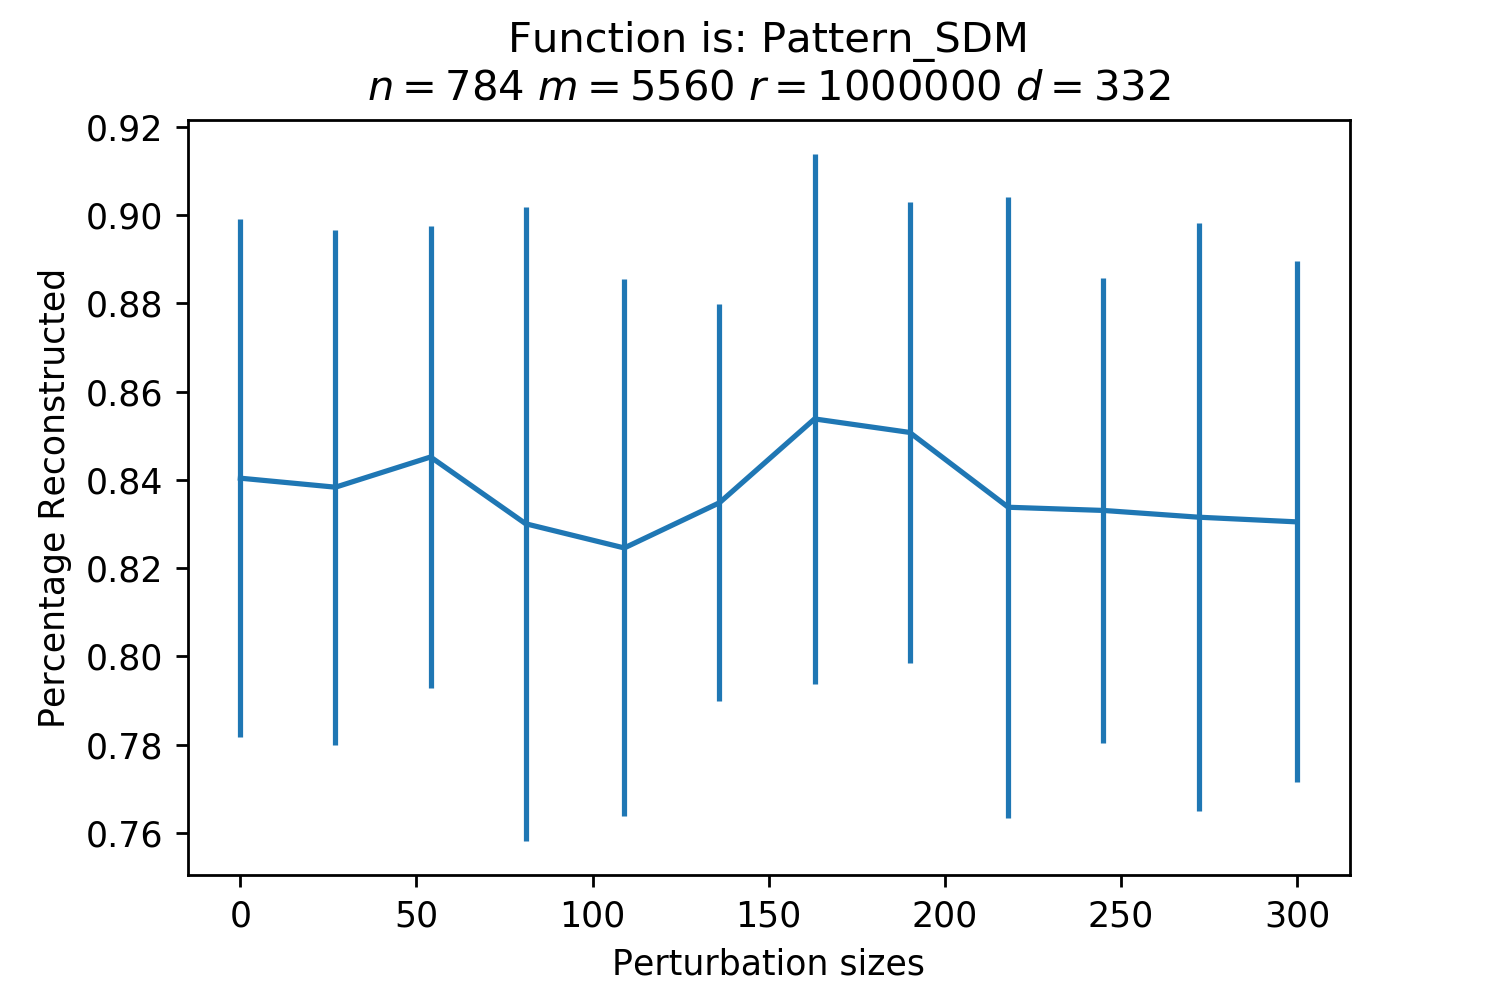 Function is: Pattern_SDM
n = 784 m = 5560 r = 1000000 d = 332
0.92
0.90
0.88
0.86
0.84
0.82
0.80
0.78
0.76
Percentage Reconstructed
0 50 100 150 200 250 300
Perturbation sizes